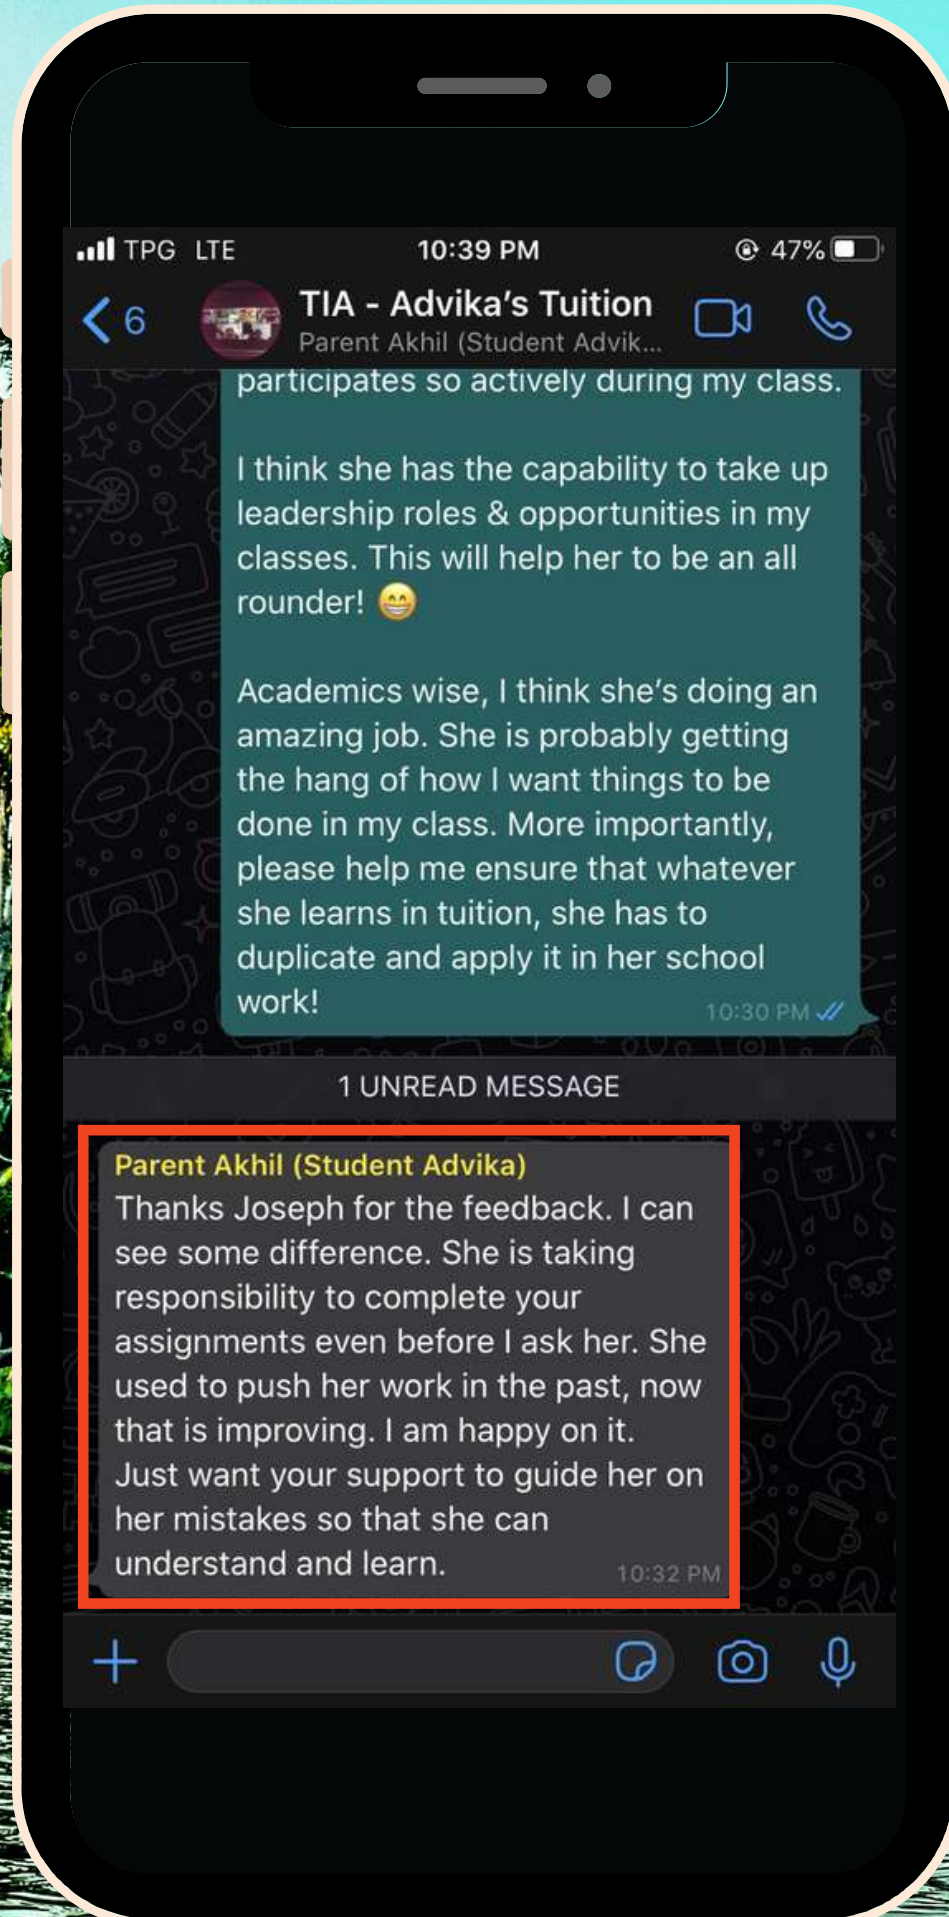 TPG LTE 10:39 PM 47%
6 TIA - Advika's Tuition
Parent Akhil (Student Advik...
participates so actively during my class.
I think she has the capability to take up
leadership roles & opportunities in my
classes. This will help her to be an all
rounder! 😁
Academics wise, I think she's doing an
amazing job. She is probably getting
the hang of how I want things to be
done in my class. More importantly,
please help me ensure that whatever
she learns in tuition, she has to
duplicate and apply it in her school
work! 10:30 PM
1 UNREAD MESSAGE
Parent Akhil (Student Advika)
Thanks Joseph for the feedback. I can
see some difference. She is taking
responsibility to complete your
assignments even before I ask her. She
used to push her work in the past, now
that is improving. I am happy on it.
Just want your support to guide her on
her mistakes so that she can
understand and learn. 10:32 PM